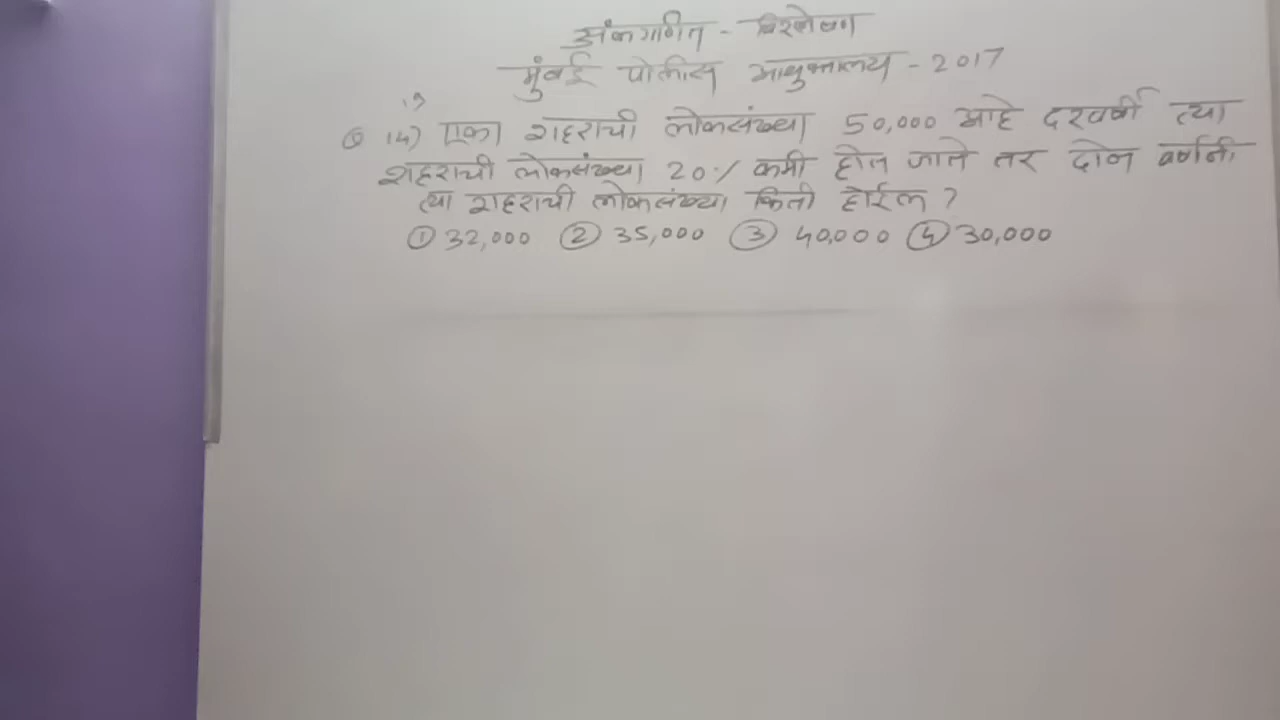 अंकगणित - विश्लेषण
मुंबई पोलीस आयुक्तालय - 2017
14) एका शहराची लोकसंख्या 50,000 आहे दरवर्षी त्या
शहराची लोकसंख्या 20% कमी होत जाते तर दोन वर्षांनी
त्या शहराची लोकसंख्या किती होईल ?
① 32,000 ② 35,000 ③ 40,000 ④ 30,000